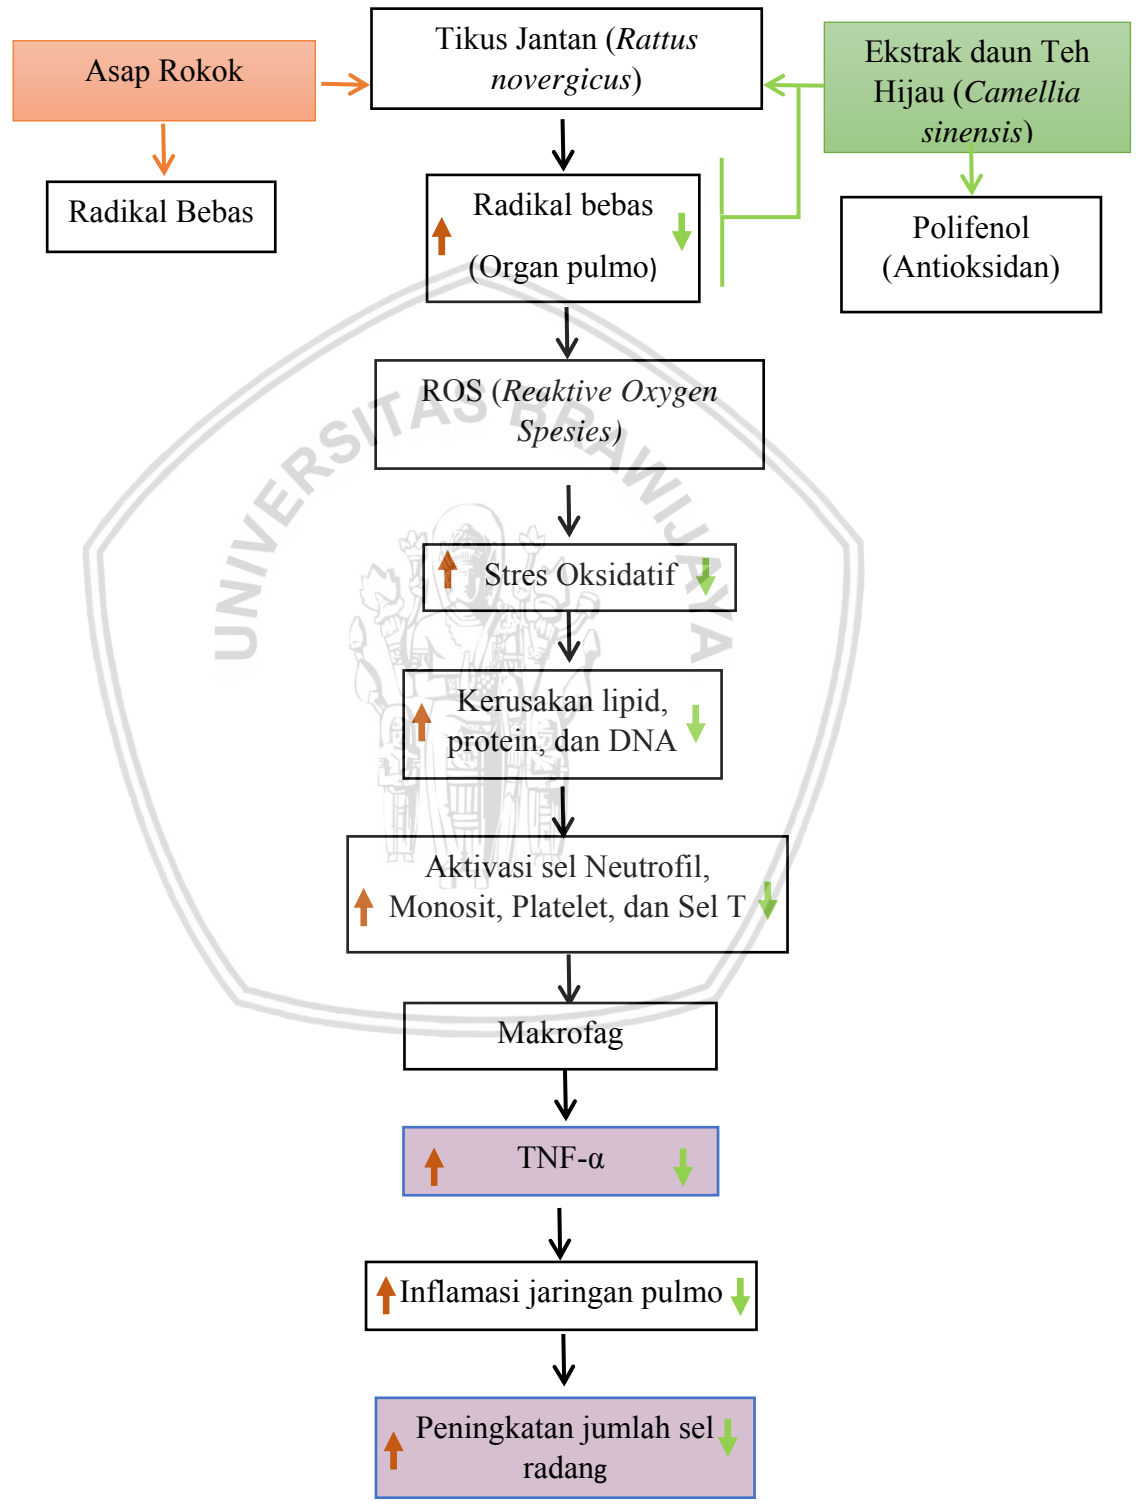 Asap Rokok
Tikus Jantan (Rattus
novergicus)
Ekstrak daun Teh
Hijau (Camellia
sinensis)
Radikal Bebas
Radikal bebas
(Organ pulmo)
Polifenol
(Antioksidan)
ROS (Reaktive Oxygen
Spesies)
UNIVERSITAS BRAWIJAYA
Stres Oksidatif
Kerusakan lipid,
protein, dan DNA
Aktivasi sel Neutrofil,
Monosit, Platelet, dan Sel T
Makrofag
TNF-α
Inflamasi jaringan pulmo
Peningkatan jumlah sel
radang